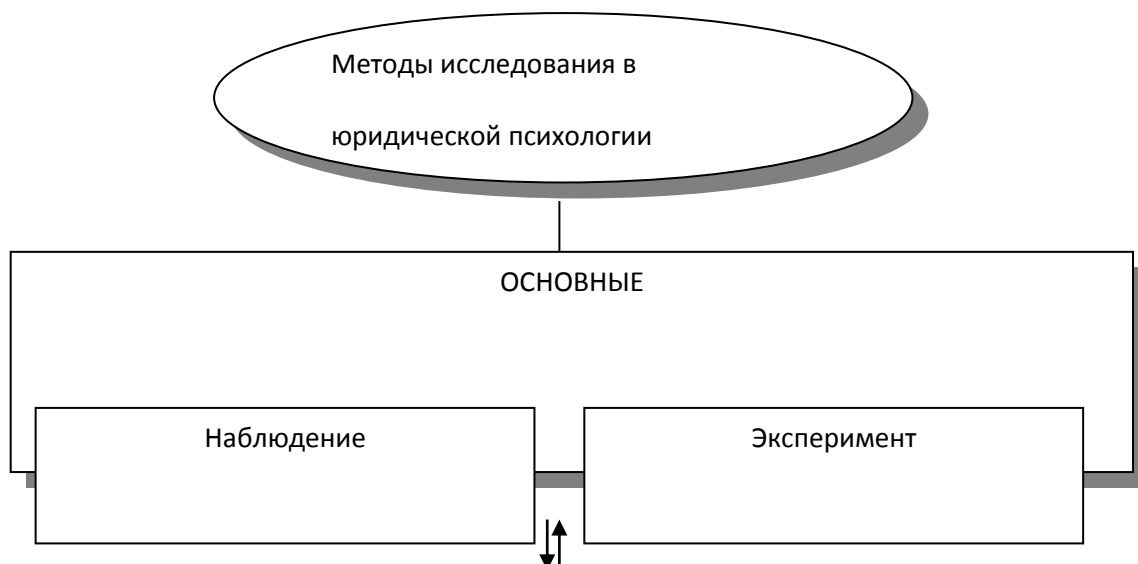 Методы исследования в
юридической психологии
ОСНОВНЫЕ
Наблюдение
Эксперимент